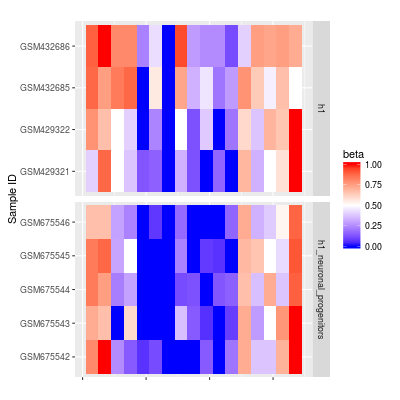 GSM432686
GSM432685
GSM429322
GSM429321
h1
GSM675546
GSM675545
GSM675544
GSM675543
GSM675542
h1_neuronal_progenitors
Sample ID
beta
1.00
0.75
0.50
0.25
0.00